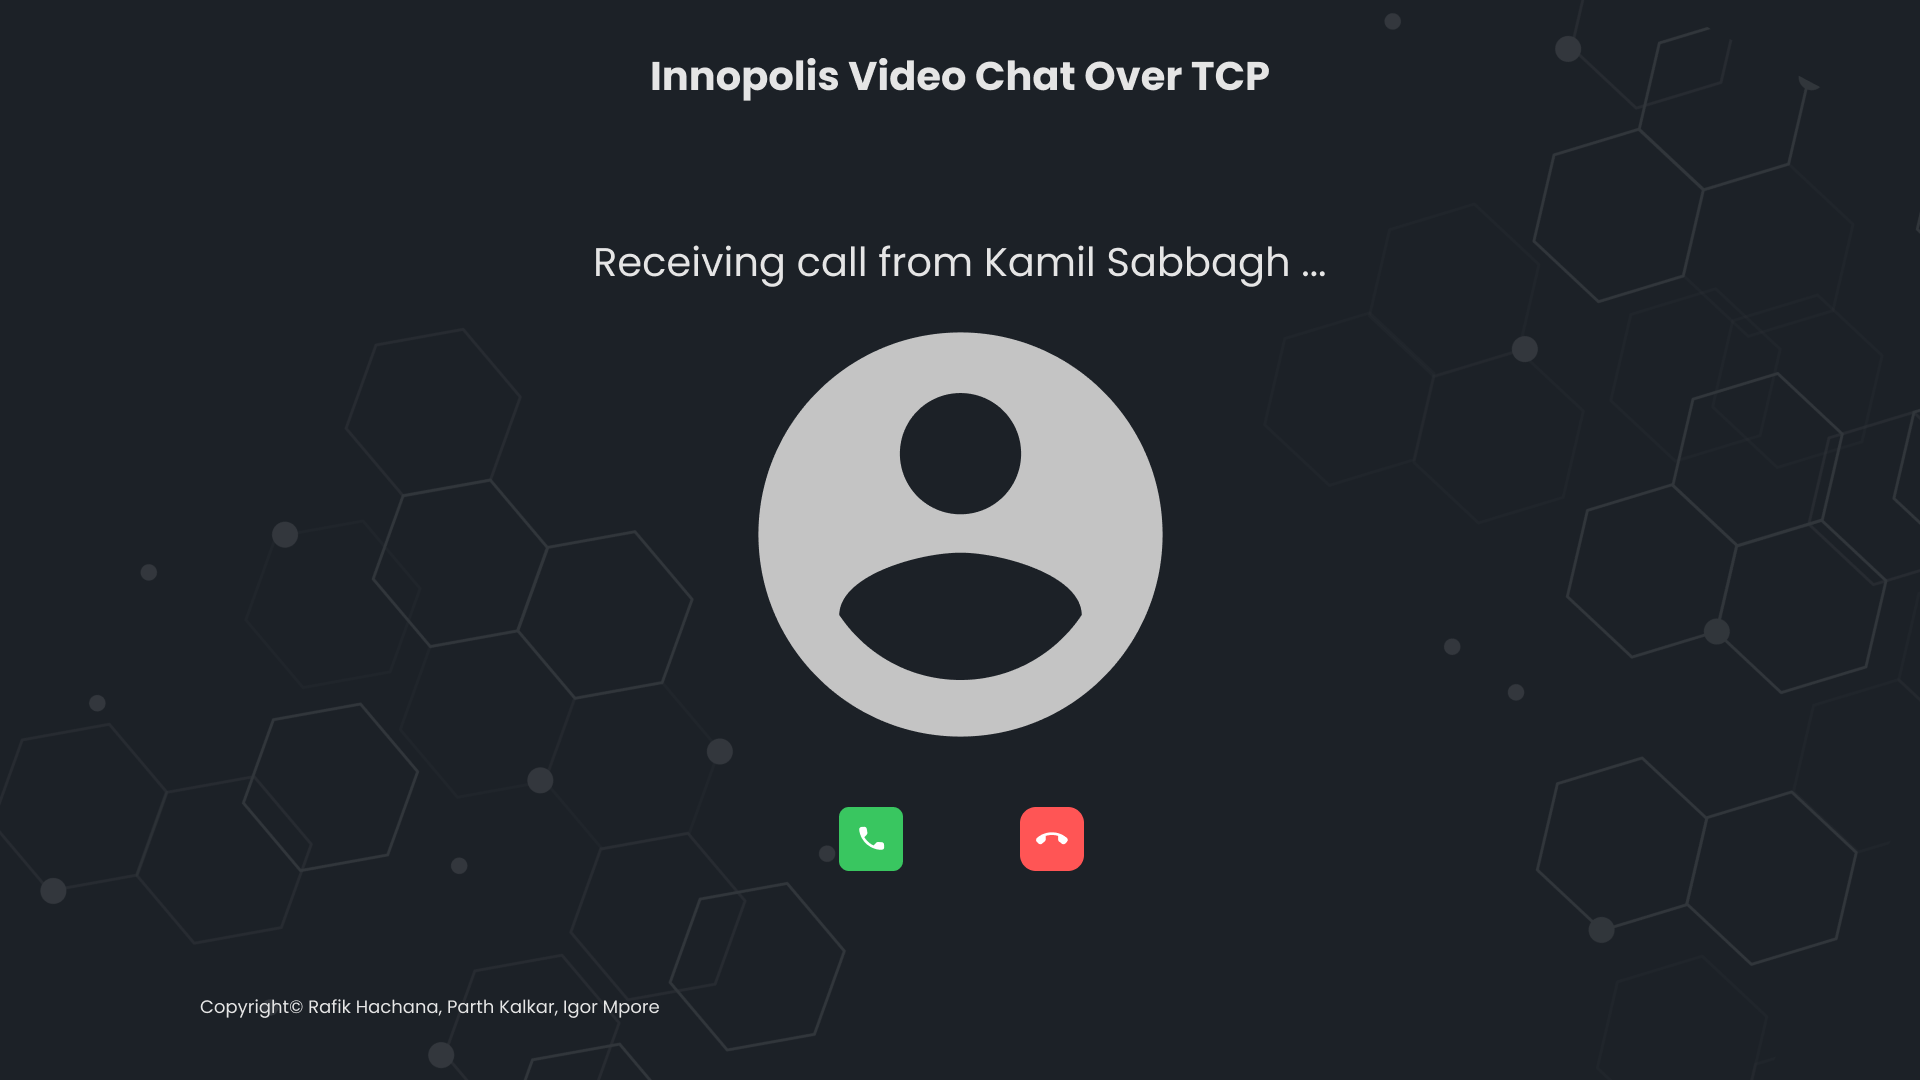 Innopolis Video Chat Over TCP
Receiving call from Kamil Sabbagh ...
Copyright© Rafik Hachana, Parth Kalkar, Igor Mpore